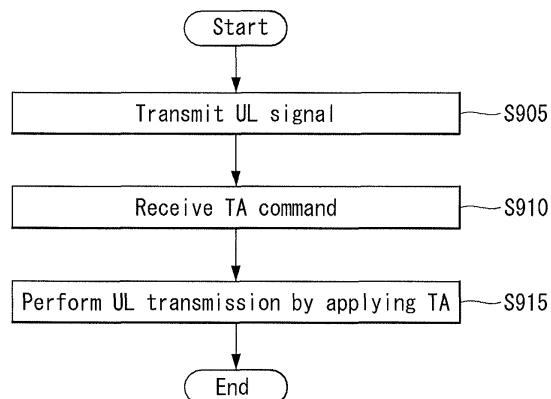 Start
Transmit UL signal
S905
Receive TA command
S910
Perform UL transmission by applying TA
S915
End